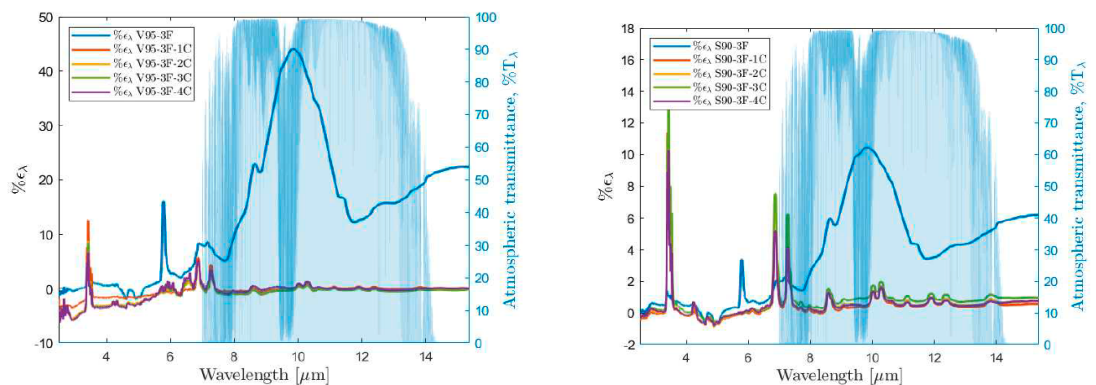 50
40
30
20
10
0
-10
%ϵλ
%ϵλ V95-3F
%ϵλ V95-3F-1C
%ϵλ V95-3F-2C
%ϵλ V95-3F-3C
%ϵλ V95-3F-4C
100
90
80
70
60
50
40
30
20
10
0
Atmospheric transmittance, %Tλ
4 6 8 10 12 14
Wavelength [μm]
18
16
14
12
10
8
6
4
2
0
-2
%ϵλ
%ϵλ S90-3F
%ϵλ S90-3F-1C
%ϵλ S90-3F-2C
%ϵλ S90-3F-3C
%ϵλ S90-3F-4C
100
90
80
70
60
50
40
30
20
10
0
Atmospheric transmittance, %Tλ
4 6 8 10 12 14
Wavelength [μm]